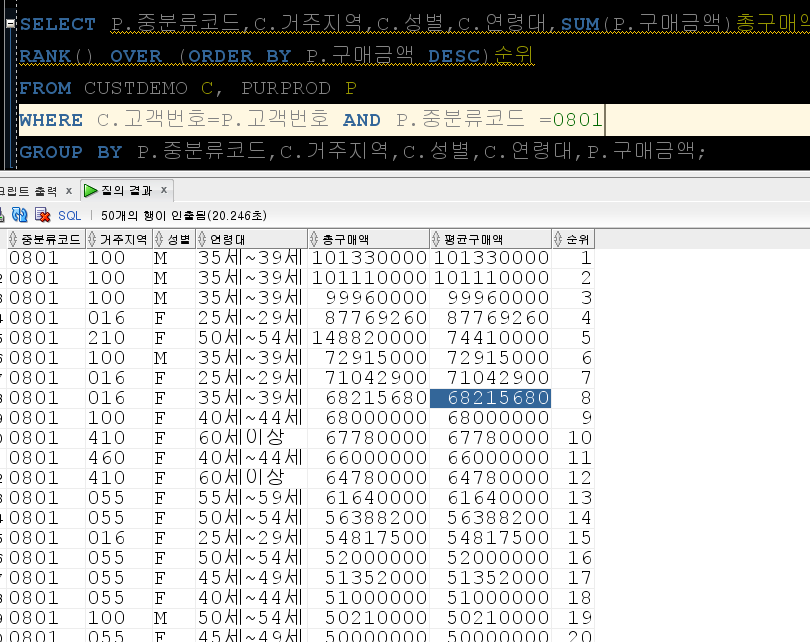 SELECT P.중분류코드,C.거주지역,C.성별,C.연령대,SUM(P.구매금액)총구매
RANK() OVER (ORDER BY P.구매금액 DESC)순위
FROM CUSTDEMO C, PURPROD P
WHERE C.고객번호=P.고객번호 AND P.중분류코드 =0801
GROUP BY P.중분류코드,C.거주지역,C.성별,C.연령대,P.구매금액;
크립트 출력 x 질의 결과 x
SQL | 50개의 행이 인출됨(20.246초)
중분류코드 거주지역 성별 연령대 총구매액 평균구매액 순위
0801 100 M 35세~39세 101330000 101330000 1
0801 100 M 35세~39세 101110000 101110000 2
0801 100 M 35세~39세 99960000 99960000 3
0801 016 F 25세~29세 87769260 87769260 4
0801 210 F 50세~54세 148820000 74410000 5
0801 100 M 35세~39세 72915000 72915000 6
0801 016 F 25세~29세 71042900 71042900 7
0801 016 F 35세~39세 68215680 68215680 8
0801 100 F 40세~44세 68000000 68000000 9
0801 410 F 60세이상 67780000 67780000 10
0801 460 F 40세~44세 66000000 66000000 11
0801 410 F 60세이상 64780000 64780000 12
0801 055 F 55세~59세 61640000 61640000 13
0801 055 F 50세~54세 56388200 56388200 14
0801 016 F 25세~29세 54817500 54817500 15
0801 055 F 50세~54세 52000000 52000000 16
0801 055 F 45세~49세 51352000 51352000 17
0801 055 F 40세~44세 51000000 51000000 18
0801 100 M 50세~54세 50210000 50210000 19
0801 055 F 45세~49세 50000000 50000000 20